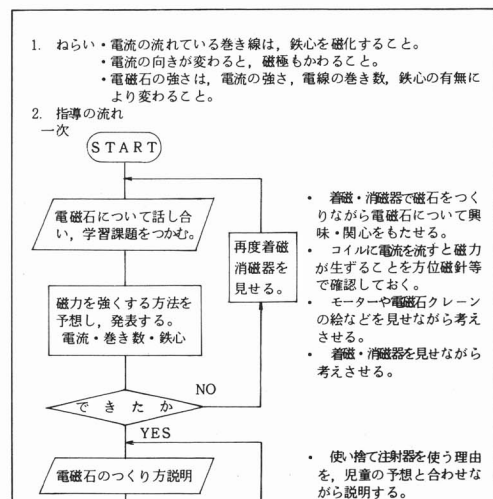 1. ねらい・電流の流れている巻き線は，鉄心を磁化すること。
・電流の向きが変わると，磁極もかわること。
・電磁石の強さは，電流の強さ，電線の巻き数，鉄心の有無に
より変わること。
2. 指導の流れ
一次
START
電磁石について話し合
い，学習課題をつかむ。
再度着磁
消磁器を
見せる。
磁力を強くする方法を
予想し，発表する。
電流・巻き数・鉄心
NO
できたか
YES
電磁石のつくり方説明
・ 着磁・消磁器で磁石をつく
りながら電磁石について興
味・関心をもたせる。
・ コイルに電流を流すと磁力
が生ずることを方位磁針等
で確認しておく。
・ モーターや電磁石クレーン
の絵などを見せながら考え
させる。
・ 着磁・消磁器を見せながら
考えさせる。
・ 使い捨て注射器を使う理由
を，児童の予想と合わせな
がら説明する。